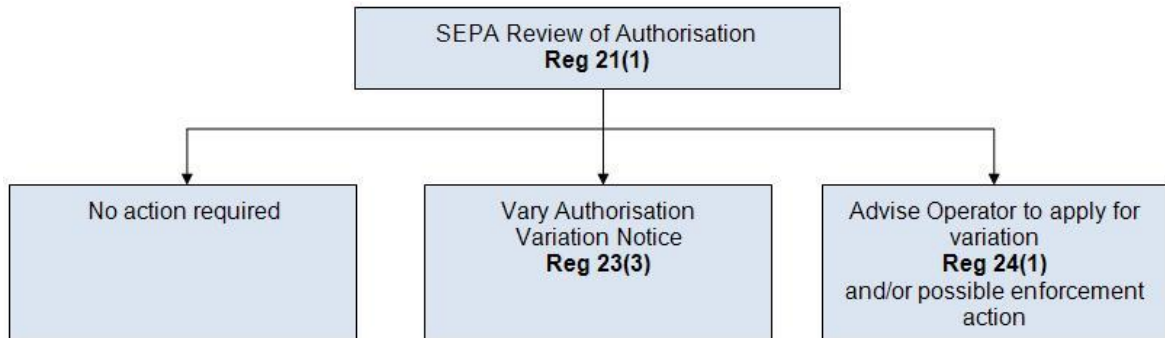 SEPA Review of Authorisation
Reg 21(1)
No action required
Vary Authorisation
Variation Notice
Reg 23(3)
Advise Operator to apply for
variation
Reg 24(1)
and/or possible enforcement
action